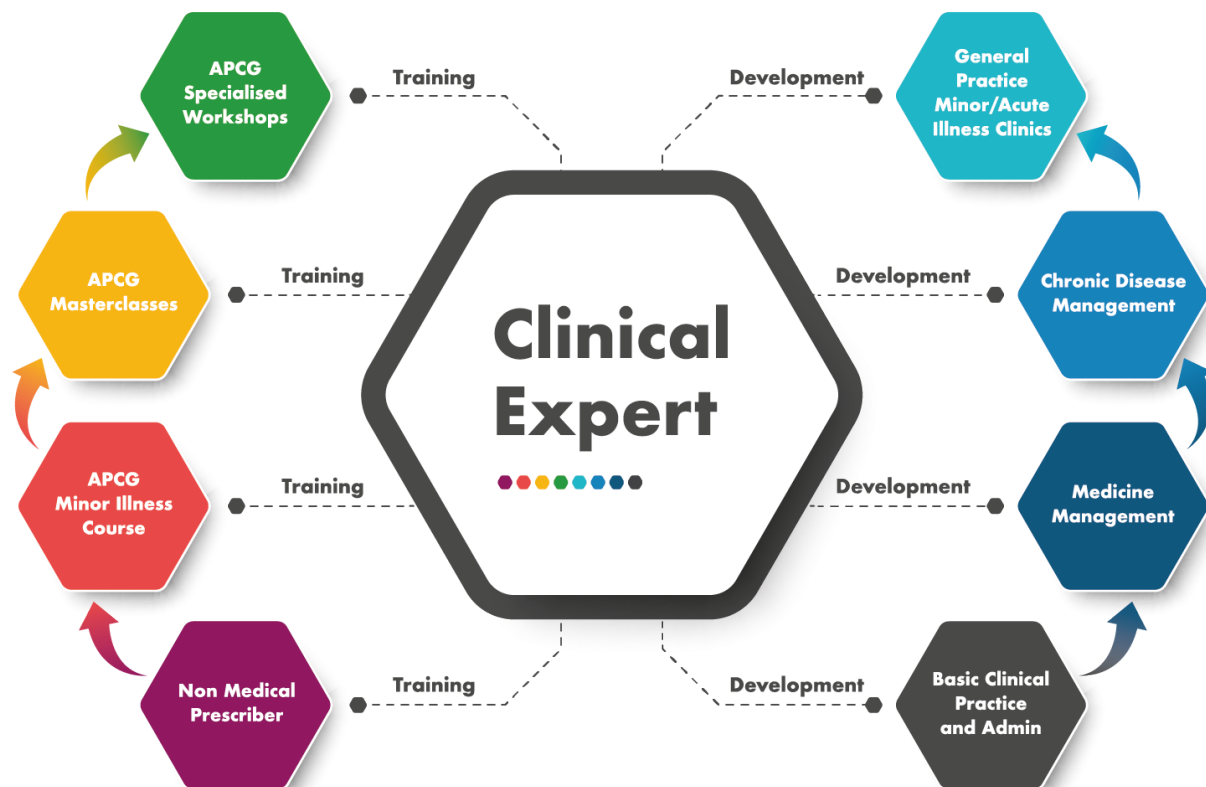 APCG
Specialised
Workshops
Training
Development
General
Practice
Minor/Acute
Illness Clinics
APCG
Masterclasses
Training
Development
Chronic Disease
Management
Clinical
Expert
APCG
Minor Illness
Course
Training
Development
Medicine
Management
Non Medical
Prescriber
Training
Development
Basic Clinical
Practice
and Admin